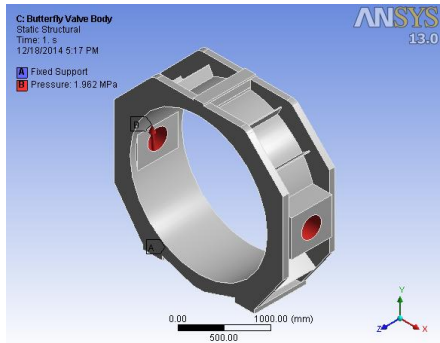 C: Butterfly Valve Body
Static Structural
Time: 1. s
12/18/2014 5:17 PM
A Fixed Support
B Pressure: 1.962 MPa
ANSYS
13.0
B
A
0.00 1000.00 (mm)
500.00
Y
Z X